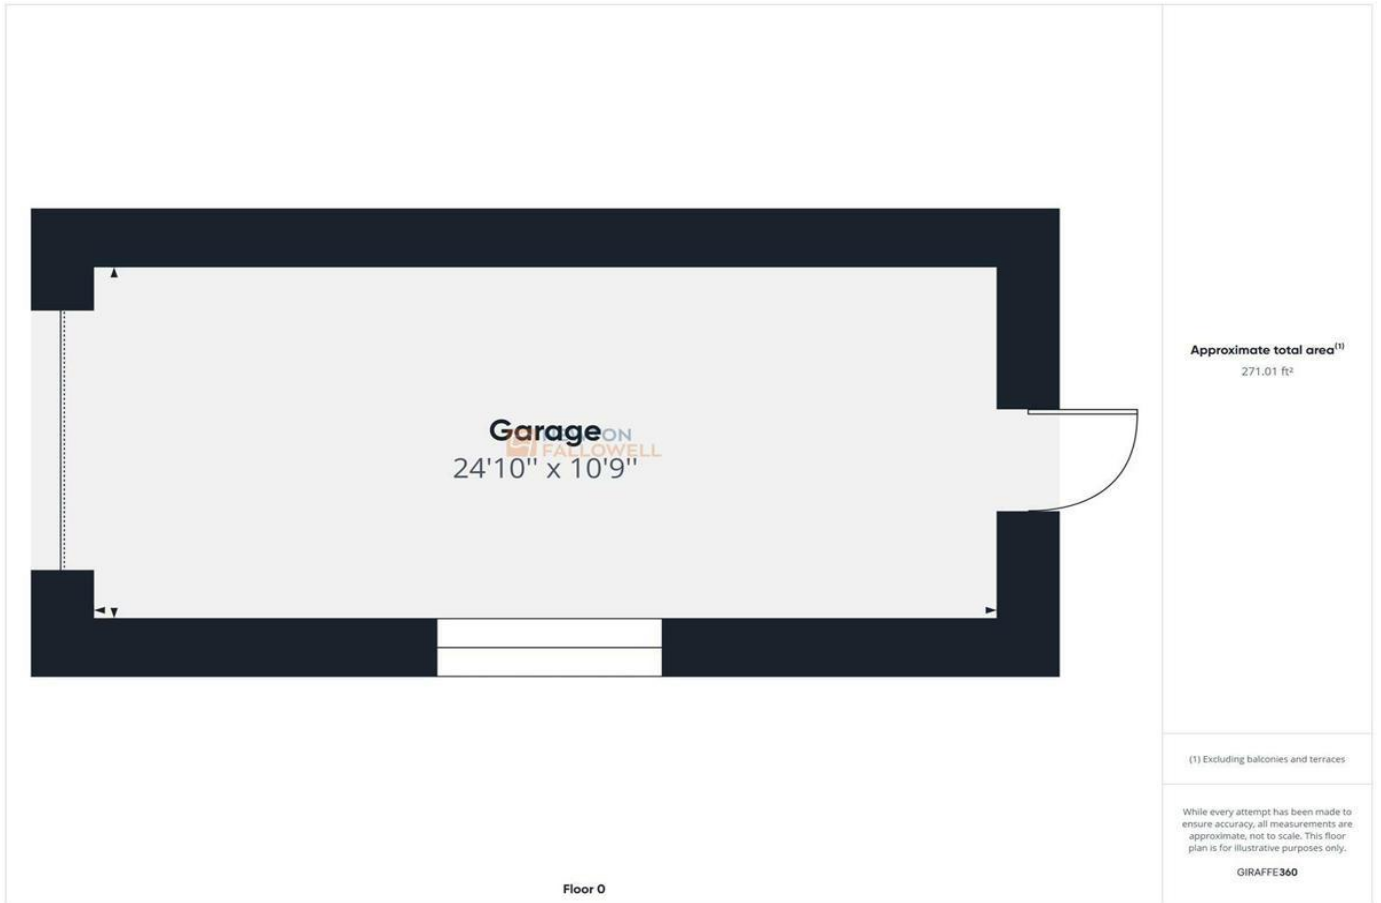 Garage
NEWTON
FALLOWELL
24'10" x 10'9"
Floor 0
Approximate total area(1)
271.01 ft²
(1) Excluding balconies and terraces
While every attempt has been made to
ensure accuracy, all measurements are
approximate, not to scale. This floor
plan is for illustrative purposes only.
GIRAFFE360